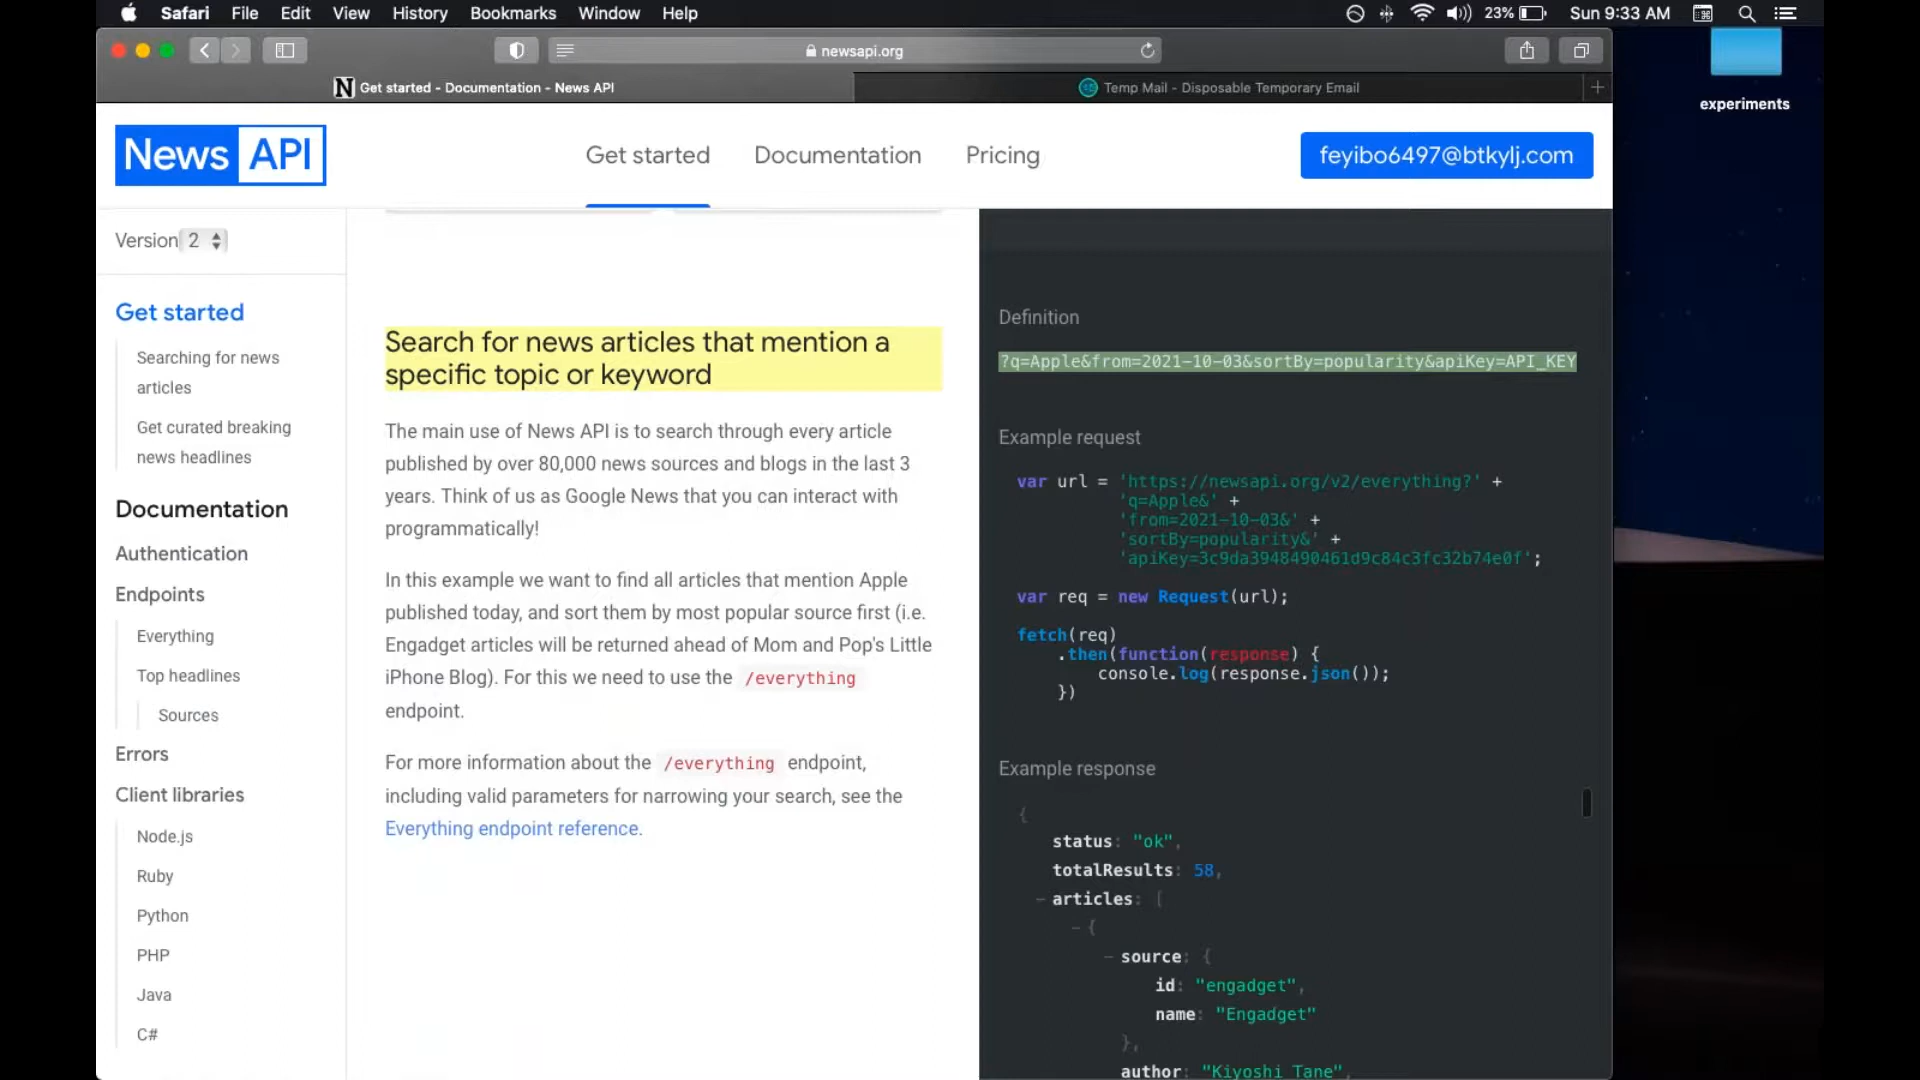 Safari File Edit View History Bookmarks Window Help 23% Sun 9:33 AM
newsapi.org
Get started - Documentation - News API
Temp Mail - Disposable Temporary Email
experiments
News API
Get started Documentation Pricing
feyibo6497@btkylj.com
Version 2
Get started
Searching for news
articles
Get curated breaking
news headlines
Documentation
Authentication
Endpoints
Everything
Top headlines
Sources
Errors
Client libraries
Node.js
Ruby
Python
PHP
Java
C#
Search for news articles that mention a
specific topic or keyword
The main use of News API is to search through every article
published by over 80,000 news sources and blogs in the last 3
years. Think of us as Google News that you can interact with
programmatically!
In this example we want to find all articles that mention Apple
published today, and sort them by most popular source first (i.e.
Engadget articles will be returned ahead of Mom and Pop's Little
iPhone Blog). For this we need to use the /everything
endpoint.
For more information about the /everything endpoint,
including valid parameters for narrowing your search, see the
Everything endpoint reference.
Definition
?q=Apple&from=2021-10-03&sortBy=popularity&apiKey=API_KEY
Example request
var url = 'https://newsapi.org/v2/everything?' +
'q=Apple&' +
'from=2021-10-03&' +
'sortBy=popularity&' +
'apiKey=3c9da3948490461d9c84c3fc32b74e0f';
var req = new Request(url);
fetch(req)
.then(function(response) {
console.log(response.json());
})
Example response
{
status: "ok",
totalResults: 58,
- articles: [
- {
- source: {
id: "engadget",
name: "Engadget"
},
author: "Kiyoshi Tane",